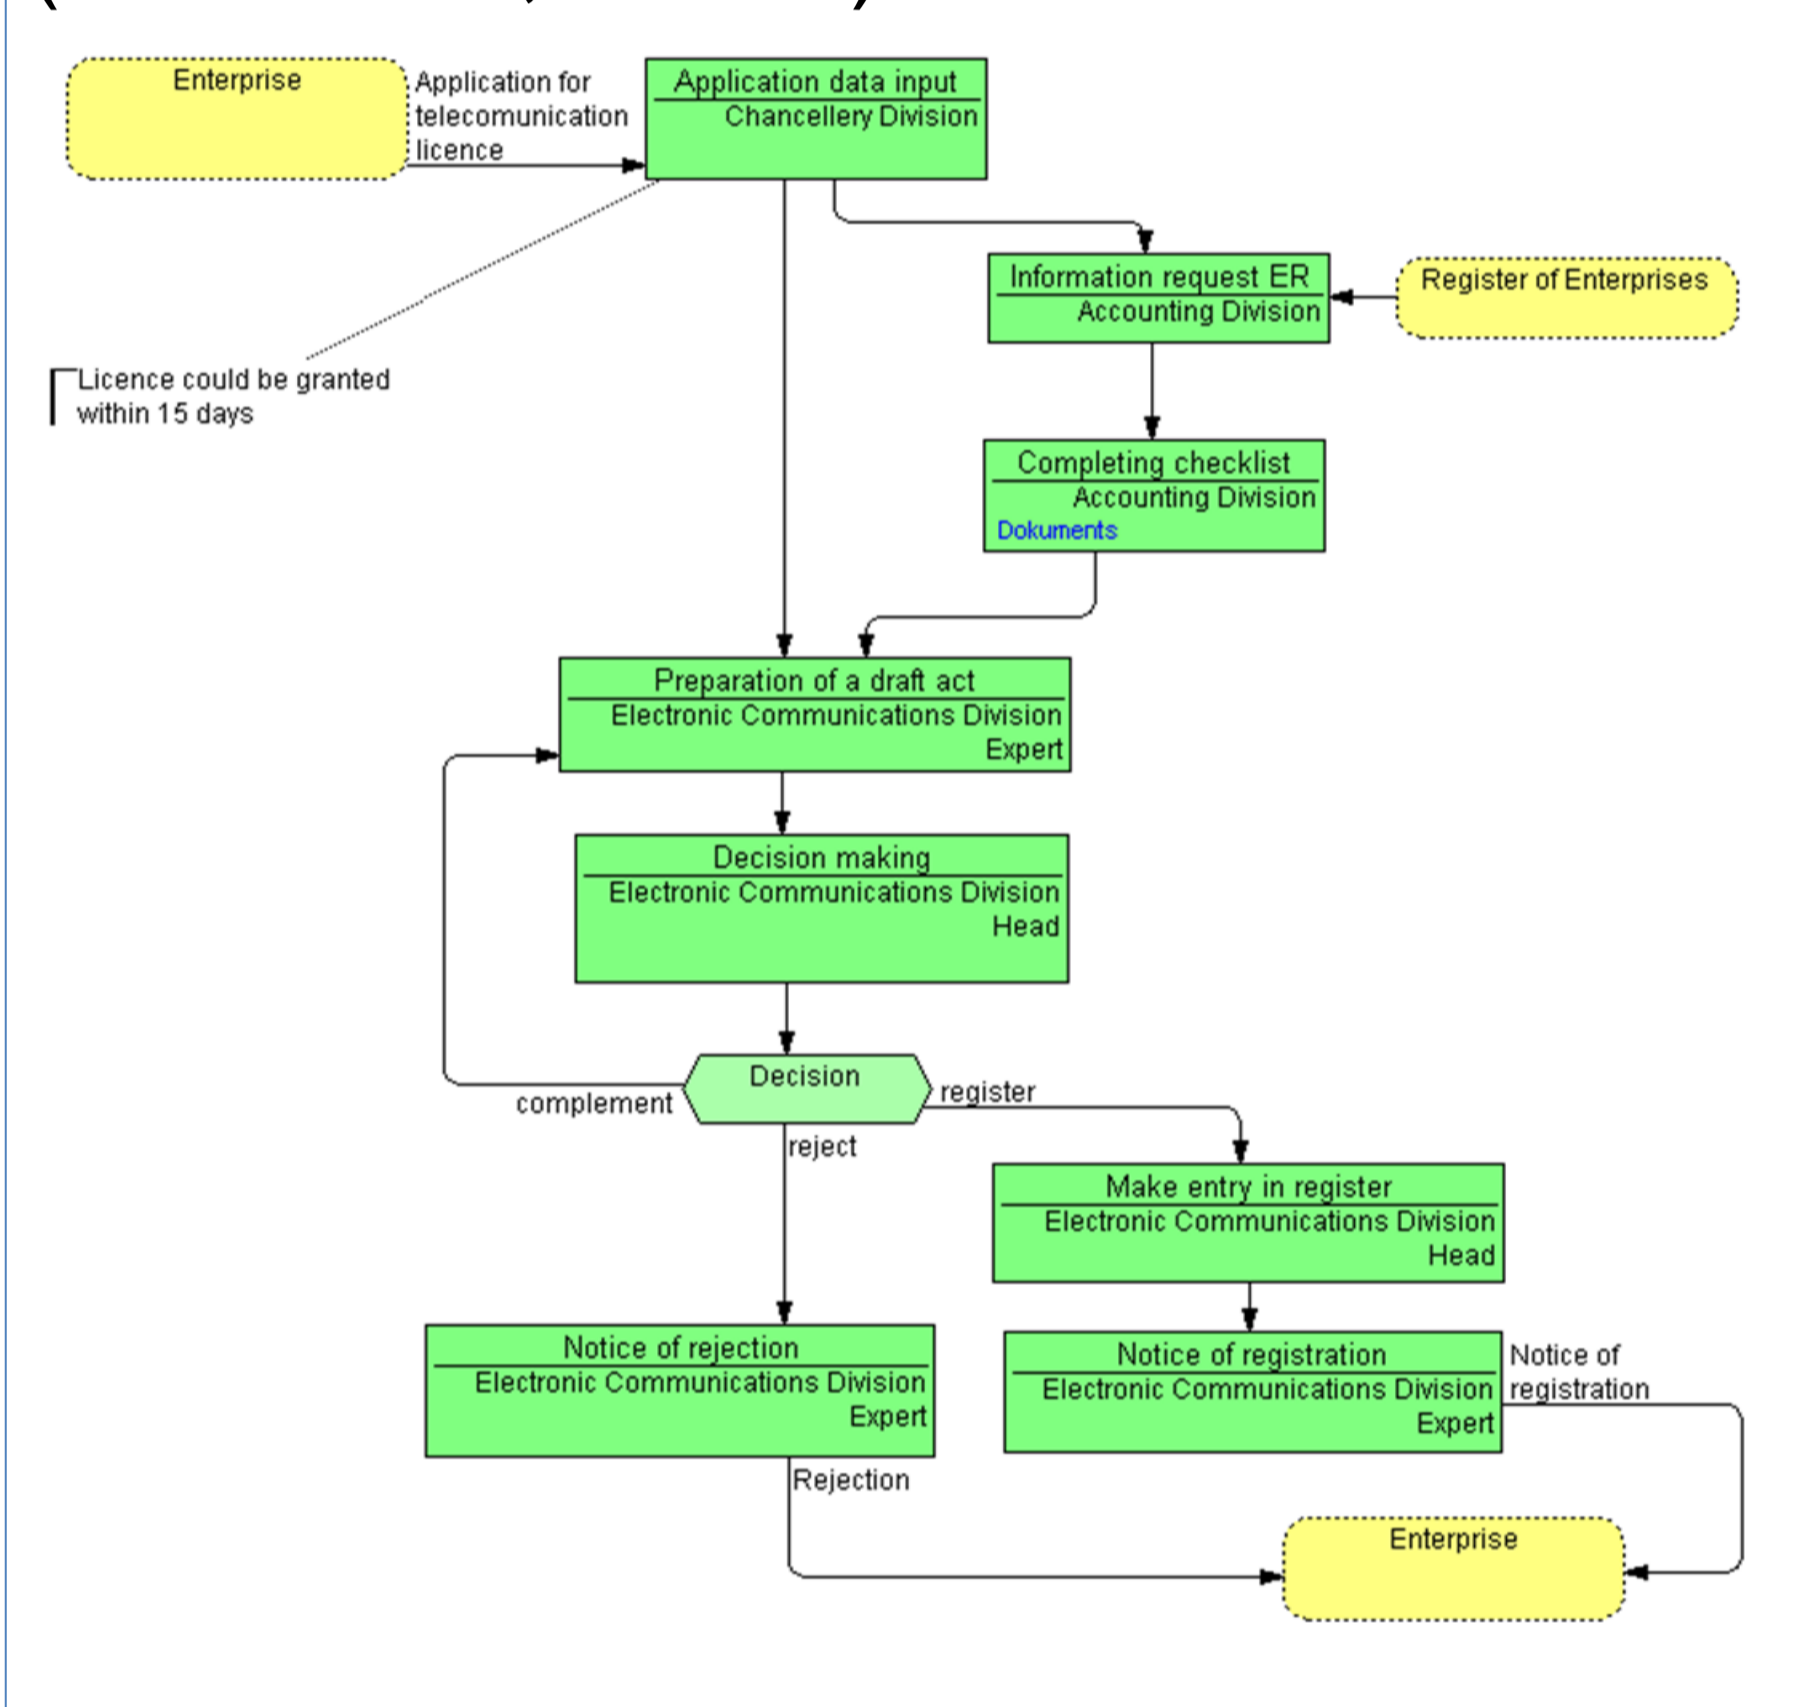 Enterprise
Application for
telecomunication
licence
Application data input
Chancellery Division
Information request ER
Accounting Division
Register of Enterprises
Licence could be granted
within 15 days
Completing checklist
Accounting Division
Dokuments
Preparation of a draft act
Electronic Communications Division
Expert
Decision making
Electronic Communications Division
Head
Decision
complement
register
reject
Make entry in register
Electronic Communications Division
Head
Notice of rejection
Electronic Communications Division
Expert
Notice of registration
Electronic Communications Division
Expert
Notice of
registration
Rejection
Enterprise